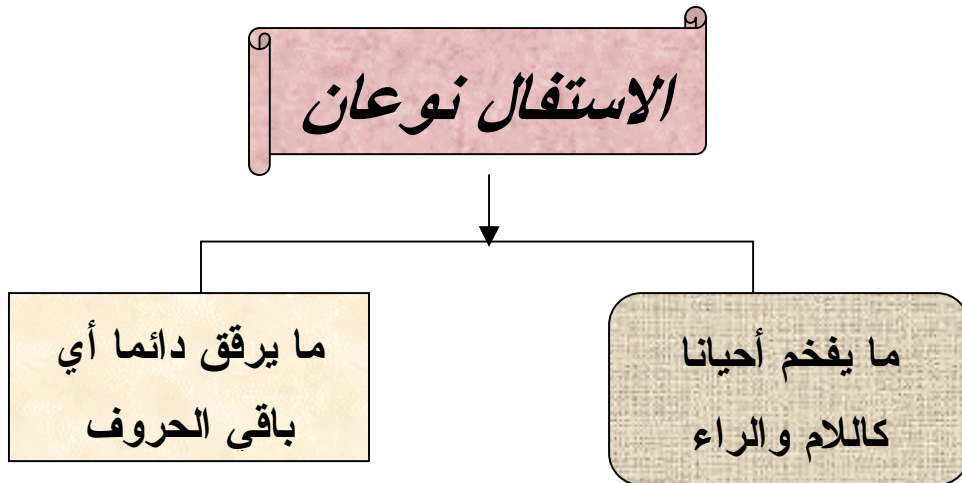 الاستفال نوعان
ما يفخم أحيانا
كاللام والراء
ما يرقق دائما أي
باقي الحروف